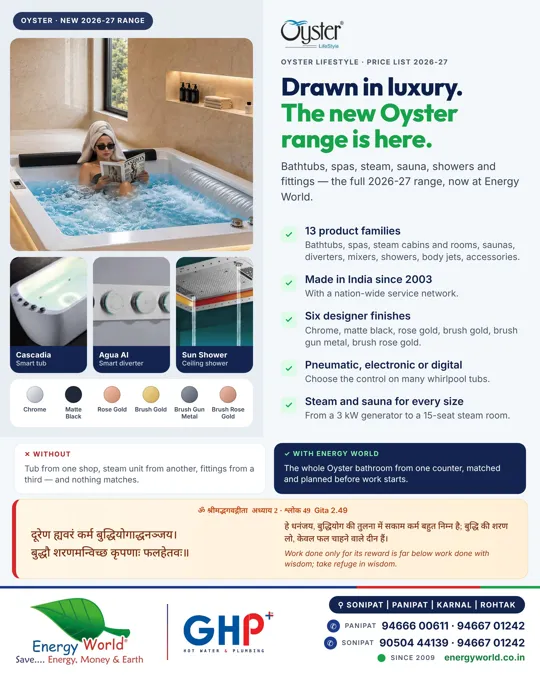 OYSTER · NEW 2026-27 RANGE
Oyster®
LifeStyle
OYSTER LIFESTYLE · PRICE LIST 2026-27
Drawn in luxury.
The new Oyster
range is here.
Bathtubs, spas, steam, sauna, showers and
fittings — the full 2026-27 range, now at Energy
World.
✓ 13 product families
Bathtubs, spas, steam cabins and rooms, saunas,
diverters, mixers, showers, body jets, accessories.
✓ Made in India since 2003
With a nation-wide service network.
✓ Six designer finishes
Chrome, matte black, rose gold, brush gold, brush
gun metal, brush rose gold.
✓ Pneumatic, electronic or digital
Choose the control on many whirlpool tubs.
✓ Steam and sauna for every size
From a 3 kW generator to a 15-seat steam room.
Cascadia
Smart tub
Agua AI
Smart diverter
Sun Shower
Ceiling shower
Chrome
Matte
Black
Rose Gold
Brush Gold
Brush Gun
Metal
Brush Rose
Gold
✕ WITHOUT
Tub from one shop, steam unit from another, fittings from a
third — and nothing matches.
✓ WITH ENERGY WORLD
The whole Oyster bathroom from one counter, matched
and planned before work starts.
ॐ श्रीमद्भगवद्गीता अध्याय 2 · श्लोक 49 Gita 2.49
दूरेण ह्यवरं कर्म बुद्धियोगाद्धनञ्जय।
बुद्धौ शरणमन्विच्छ कृपणाः फलहेतवः॥
हे धनंजय, बुद्धियोग की तुलना में सकाम कर्म बहुत निम्न है; बुद्धि की शरण
लो, केवल फल चाहने वाले दीन हैं।
Work done only for its reward is far below work done with
wisdom; take refuge in wisdom.
Energy World
Save.... Energy, Money & Earth
GHP+
HOT WATER & PLUMBING
SONIPAT | PANIPAT | KARNAL | ROHTAK
PANIPAT 94666 00611 · 94667 01242
SONIPAT 90504 44139 · 94667 01242
SINCE 2009 energyworld.co.in